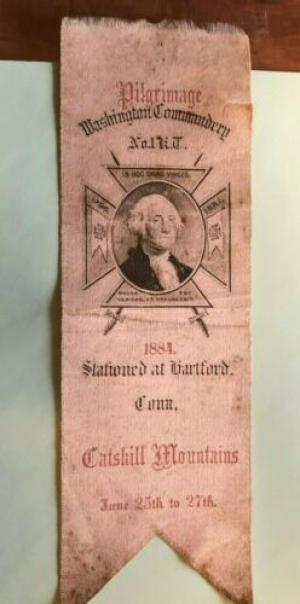 Pilgrimage
Washington Commandery
No. 1 K.T.
IN HOC SIGNO VINCES
1884.
Stationed at Hartford,
Conn.
Catskill Mountains
June 25th to 27th.